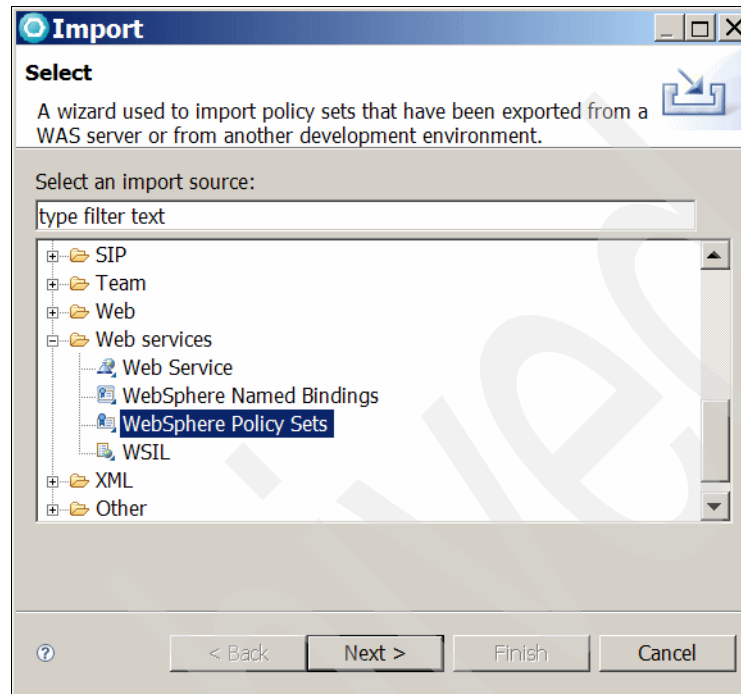 Import
Select
A wizard used to import policy sets that have been exported from a
WAS server or from another development environment.
Select an import source:
type filter text
SIP
Team
Web
Web services
Web Service
WebSphere Named Bindings
WebSphere Policy Sets
WSIL
XML
Other
< Back Next > Finish Cancel